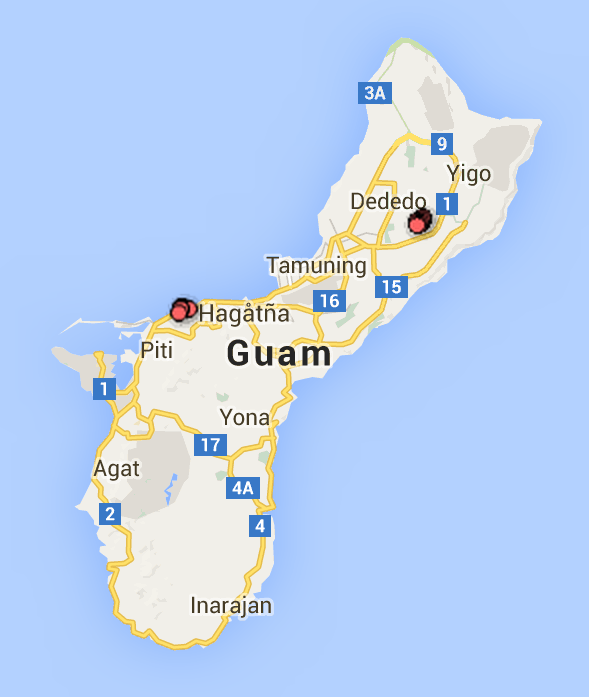 3A
9
Yigo
Dededo
1
Tamuning
15
16
Hagåtña
Piti
Guam
1
Yona
17
Agat
4A
2
4
Inarajan